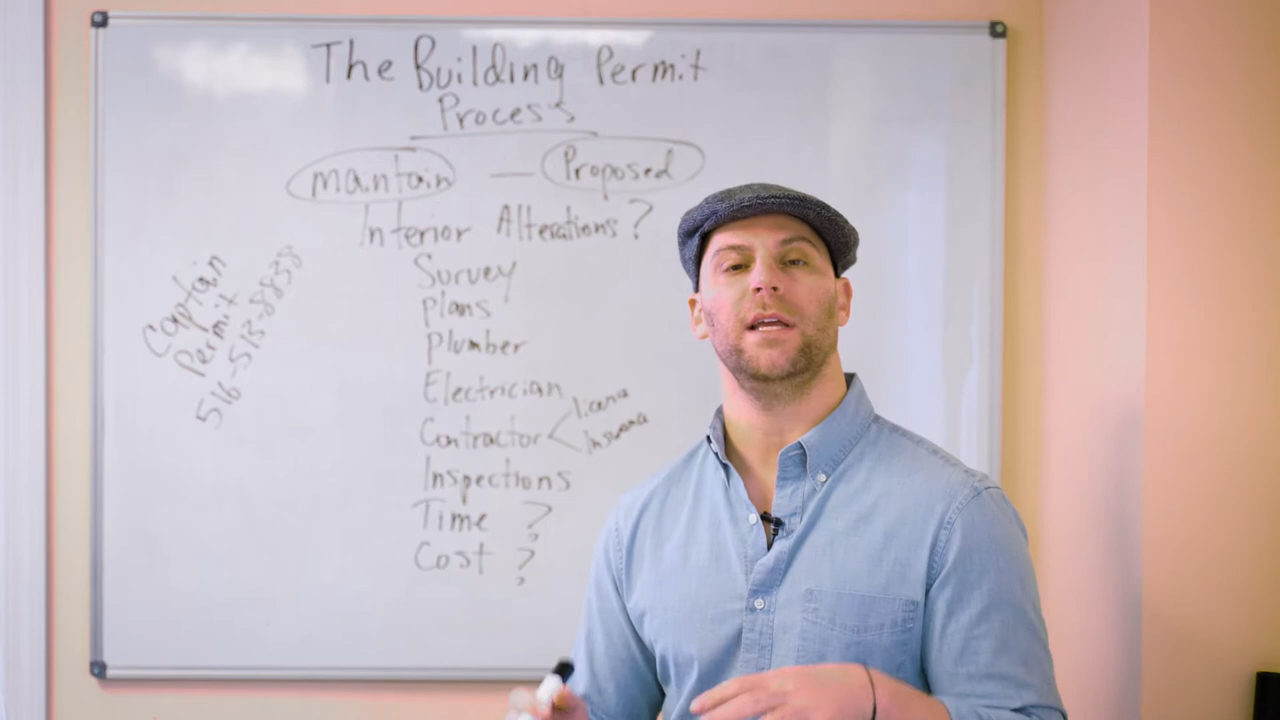 The Building Permit
Process
mantain — Proposed
Interior Alterations?
Survey
Plans
Plumber
Electrician
Contractor
Inspections
Time ?
Cost ?
Captain
Permit
516-513-8838